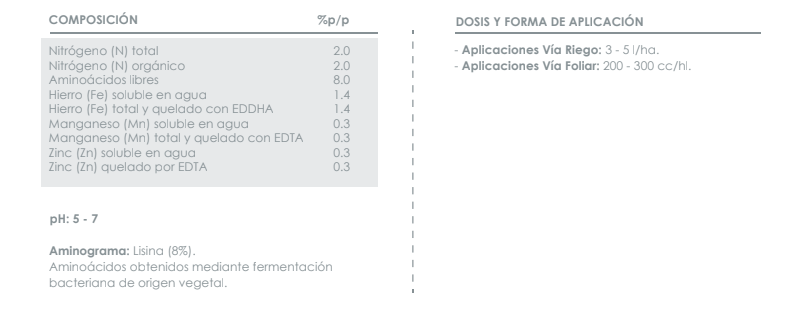 COMPOSICIÓN %p/p
Nitrógeno (N) total 2.0
Nitrógeno (N) orgánico 2.0
Aminoácidos libres 8.0
Hierro (Fe) soluble en agua 1.4
Hierro (Fe) total y quelado con EDDHA 1.4
Manganeso (Mn) soluble en agua 0.3
Manganeso (Mn) total y quelado con EDTA 0.3
Zinc (Zn) soluble en agua 0.3
Zinc (Zn) quelado por EDTA 0.3
pH: 5 - 7
Aminograma: Lisina (8%).
Aminoácidos obtenidos mediante fermentación
bacteriana de origen vegetal.
DOSIS Y FORMA DE APLICACIÓN
- Aplicaciones Vía Riego: 3 - 5 l/ha.
- Aplicaciones Vía Foliar: 200 - 300 cc/hl.